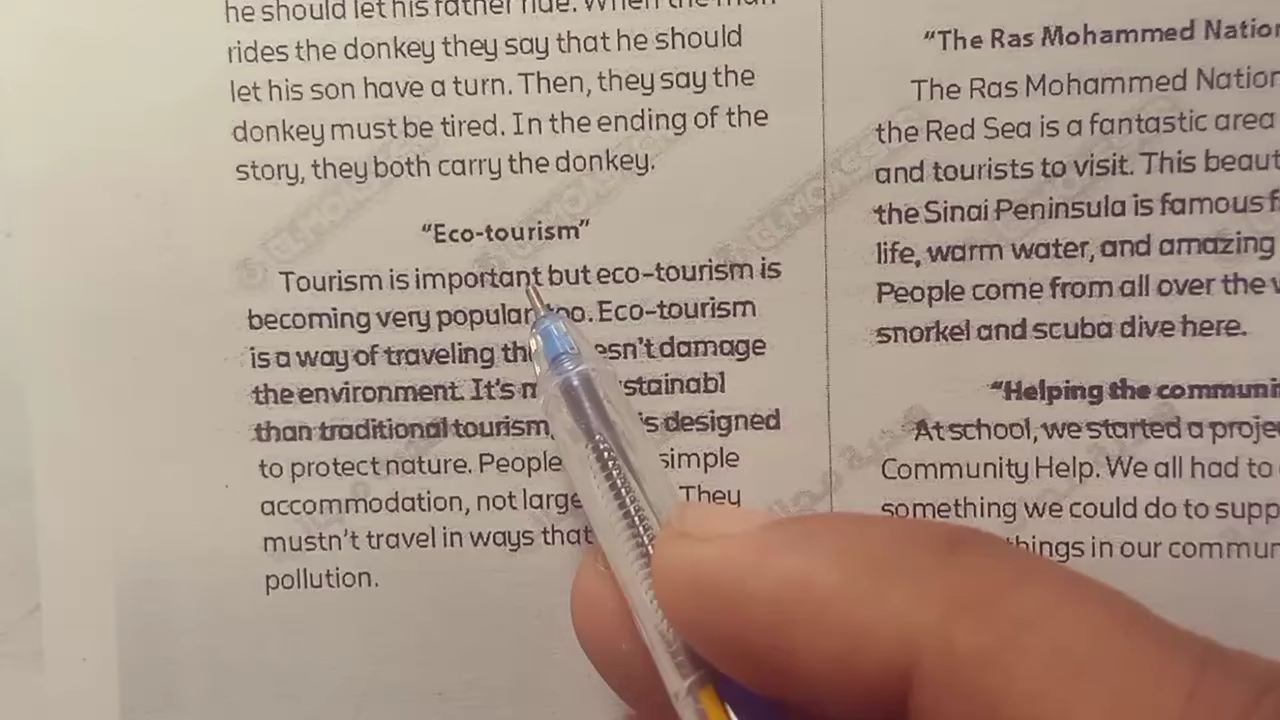 he should let his father ride. When the man
rides the donkey they say that he should
let his son have a turn. Then, they say the
donkey must be tired. In the ending of the
story, they both carry the donkey.
“Eco-tourism”
Tourism is important but eco-tourism is
becoming very popular too. Eco-tourism
is a way of traveling th esn't damage
the environment. It's stainabl
than traditional tourism, is designed
to protect nature. People simple
accommodation, not large They
mustn't travel in ways that
pollution.
“The Ras Mohammed Nation
The Ras Mohammed Nation
the Red Sea is a fantastic area
and tourists to visit. This beaut
the Sinai Peninsula is famous f
life, warm water, and amazing
People come from all over the w
snorkel and scuba dive here.
“Helping the communi
At school, we started a proje
Community Help. We all had to
something we could do to supp
things in our commun